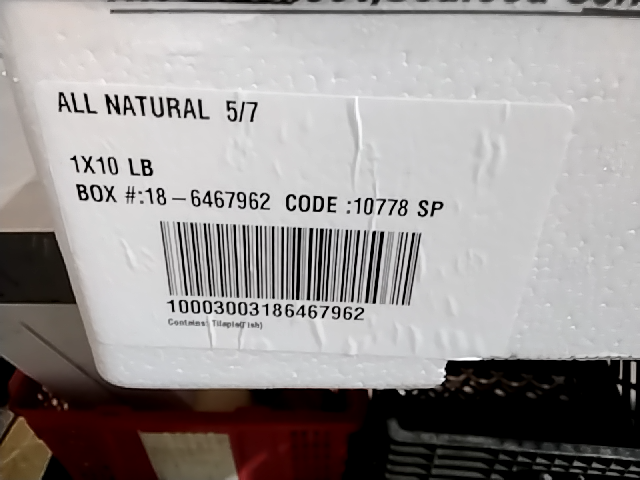 ALL NATURAL 5/7
1X10 LB
BOX #:18-6467962 CODE :10778 SP
10003003186467962
Contains: Tilapia(Fish)